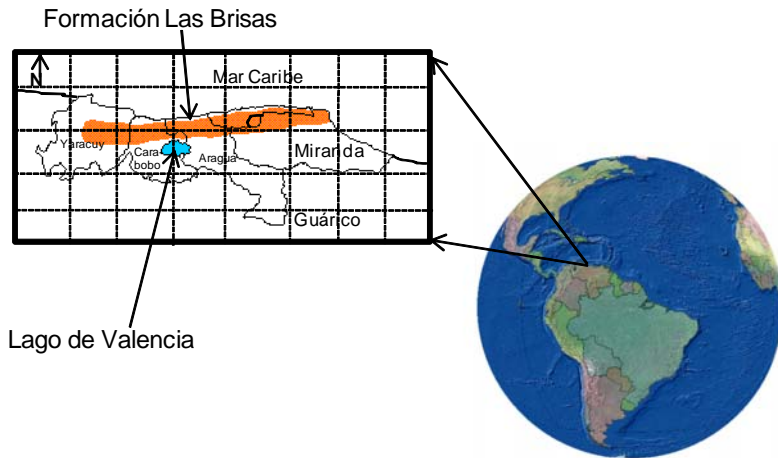 Formación Las Brisas
N
Mar Caribe
Yaracuy
Cara
bobo
Aragua
Miranda
Guárico
Lago de Valencia